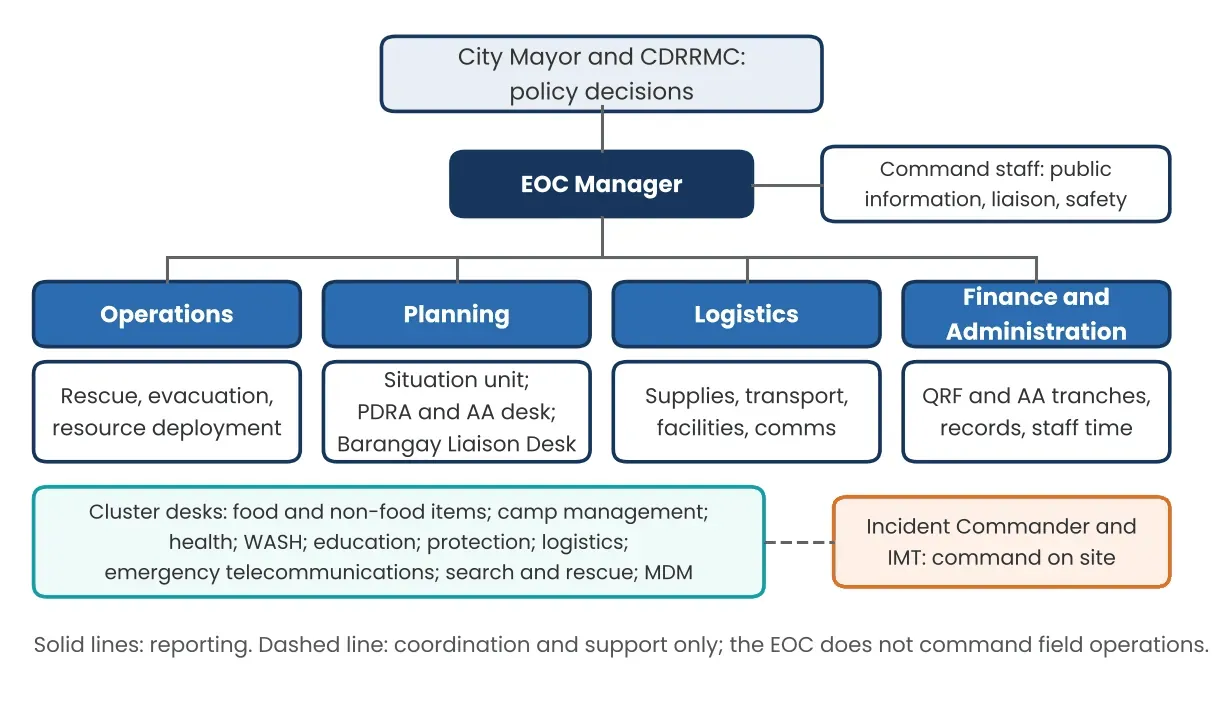 City Mayor and CDRRMC:
policy decisions
EOC Manager
Command staff: public
information, liaison, safety
Operations
Planning
Logistics
Finance and
Administration
Rescue, evacuation,
resource deployment
Situation unit;
PDRA and AA desk;
Barangay Liaison Desk
Supplies, transport,
facilities, comms
QRF and AA tranches,
records, staff time
Cluster desks: food and non-food items; camp management;
health; WASH; education; protection; logistics;
emergency telecommunications; search and rescue; MDM
Incident Commander and
IMT: command on site
Solid lines: reporting. Dashed line: coordination and support only; the EOC does not command field operations.